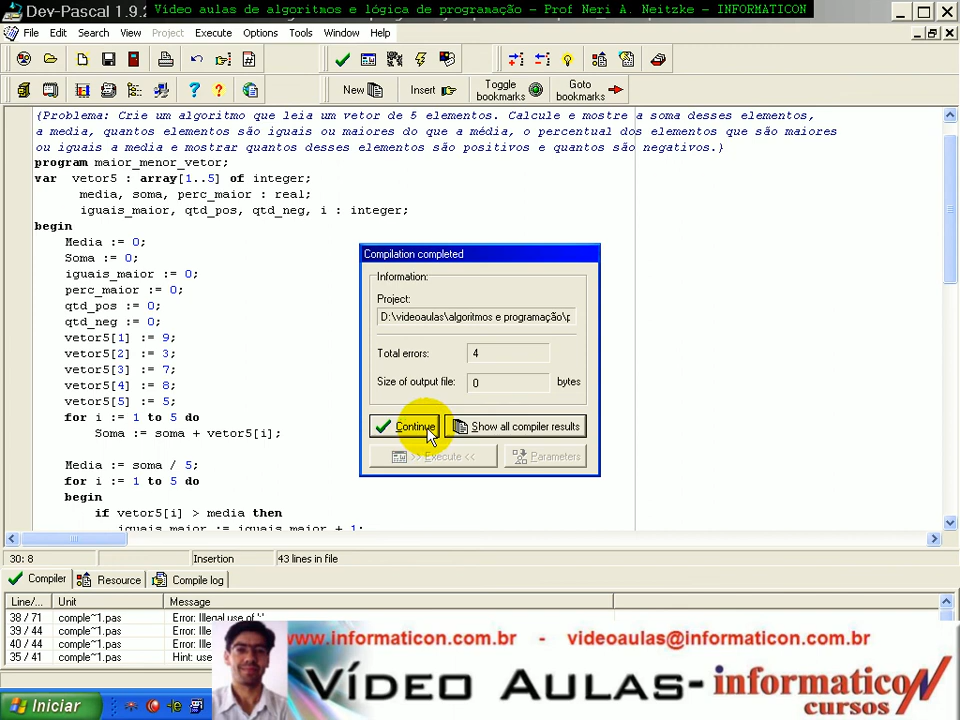 Dev-Pascal 1.9.2
Vídeo aulas de algoritmos e lógica de programação – Prof Neri A. Neitzke – INFORMATICON
File Edit Search View Project Execute Options Tools Window Help
New Insert Toggle bookmarks Goto bookmarks
{Problema: Crie um algoritmo que leia um vetor de 5 elementos. Calcule e mostre a soma desses elementos,
a media, quantos elementos são iguais ou maiores do que a média, o percentual dos elementos que são maiores
ou iguais a media e mostrar quantos desses elementos são positivos e quantos são negativos.}
program maior_menor_vetor;
var vetor5 : array[1..5] of integer;
media, soma, perc_maior : real;
iguais_maior, qtd_pos, qtd_neg, i : integer;
begin
Media := 0;
Soma := 0;
iguais_maior := 0;
perc_maior := 0;
qtd_pos := 0;
qtd_neg := 0;
vetor5[1] := 9;
vetor5[2] := 3;
vetor5[3] := 7;
vetor5[4] := 8;
vetor5[5] := 5;
for i := 1 to 5 do
Soma := soma + vetor5[i];
Media := soma / 5;
for i := 1 to 5 do
begin
if vetor5[i] > media then
iguais_maior := iguais_maior + 1;
Compilation completed
Information:
Project:
D:\videoaulas\algoritmos e programação\p
Total errors: 4
Size of output file: 0 bytes
Continue Show all compiler results
>> Execute << Parameters
30: 8 Insertion 43 lines in file
Compiler Resource Compile log
Line/... Unit Message
38 / 71 comple~1.pas Error: Illegal use of ':'
39 / 44 comple~1.pas Error: Ille
40 / 44 comple~1.pas Error: Ille
35 / 41 comple~1.pas Hint: use
www.informaticon.com.br - videoaulas@informaticon.com.br
Vídeo Aulas- informaticon
cursos
Iniciar